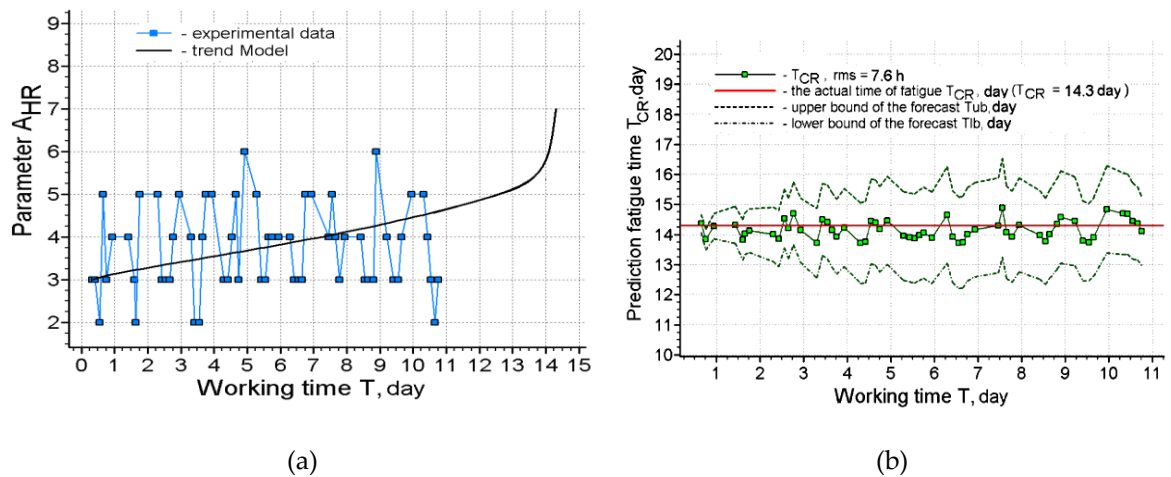 9
8
7
6
5
4
3
2
Parameter AHR
- experimental data
- trend Model
0 1 2 3 4 5 6 7 8 9 10 11 12 13 14 15
Working time T, day
(a)
20
19
18
17
16
15
14
13
12
11
10
Prediction fatigue time TCR,day
- TCR , rms = 7.6 h
- the actual time of fatigue TCR, day (TCR = 14.3 day)
- upper bound of the forecast Tub, day
- lower bound of the forecast Tlb, day
1 2 3 4 5 6 7 8 9 10 11
Working time T, day
(b)